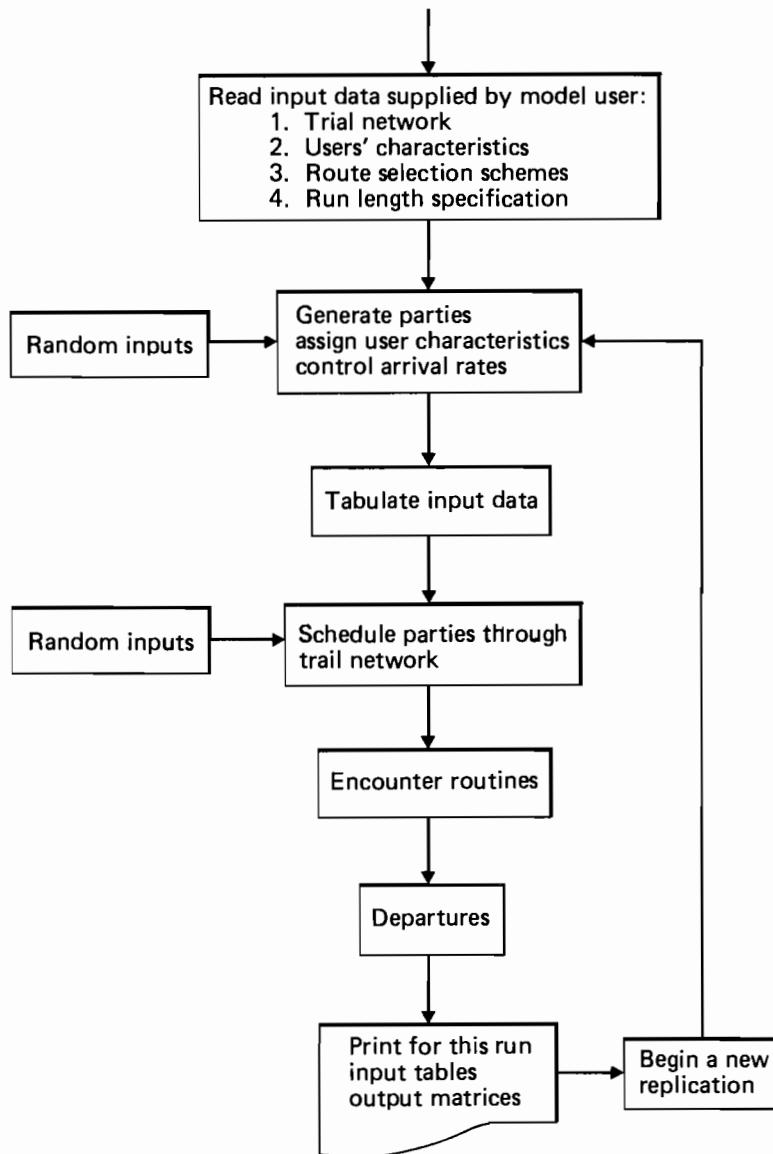 Read input data supplied by model user:
1. Trial network
2. Users' characteristics
3. Route selection schemes
4. Run length specification
Random inputs
Generate parties
assign user characteristics
control arrival rates
Tabulate input data
Random inputs
Schedule parties through
trail network
Encounter routines
Departures
Print for this run
input tables
output matrices
Begin a new
replication